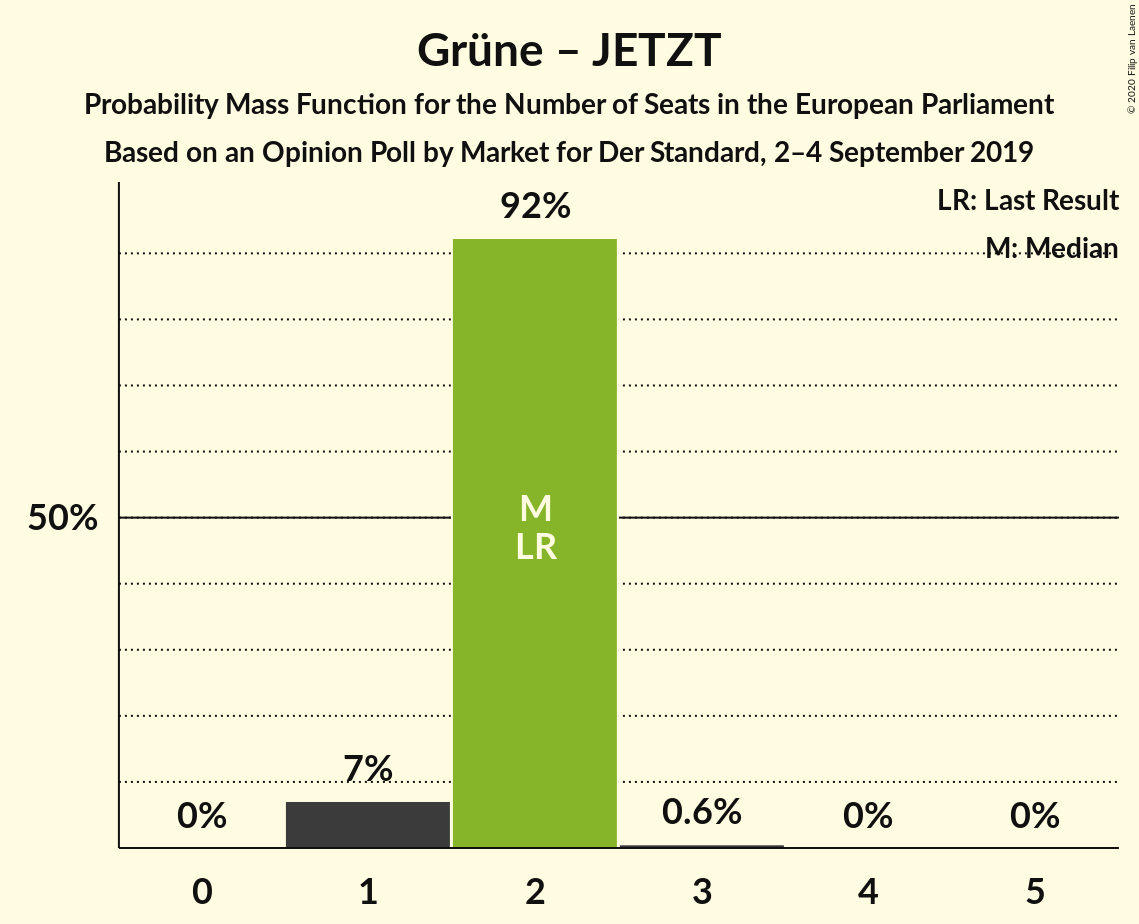 Grüne – JETZT
Probability Mass Function for the Number of Seats in the European Parliament
Based on an Opinion Poll by Market for Der Standard, 2–4 September 2019
© 2020 Filip van Laenen
LR: Last Result
M: Median
92%
50%
M
LR
7%
0%
0.6%
0%
0%
0 1 2 3 4 5